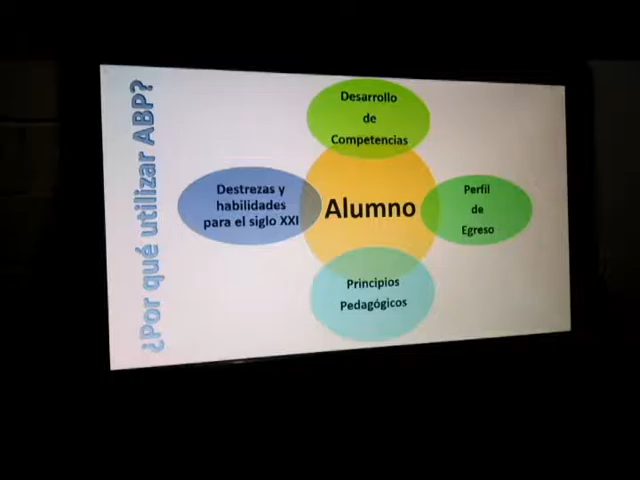 ¿Por qué utilizar ABP?
Desarrollo
de
Competencias
Destrezas y
habilidades
para el siglo XXI
Alumno
Perfil
de
Egreso
Principios
Pedagógicos